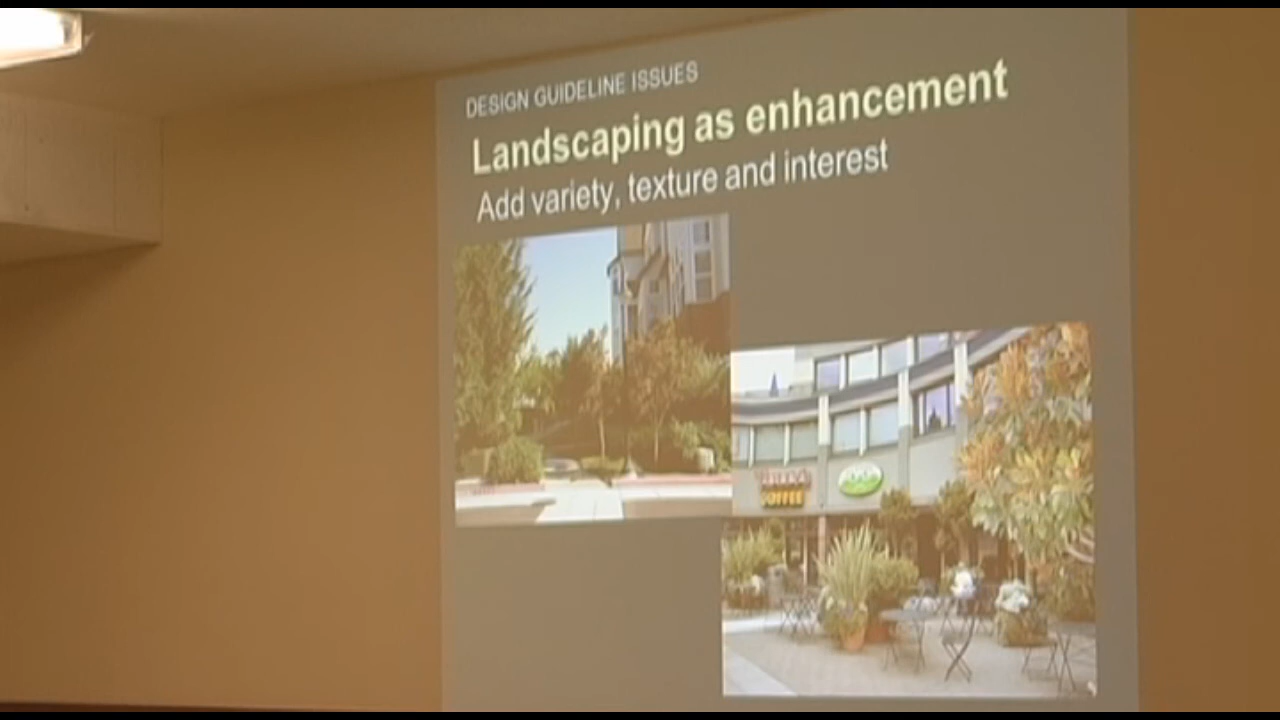 DESIGN GUIDELINE ISSUES
Landscaping as enhancement
Add variety, texture and interest
COFFEE